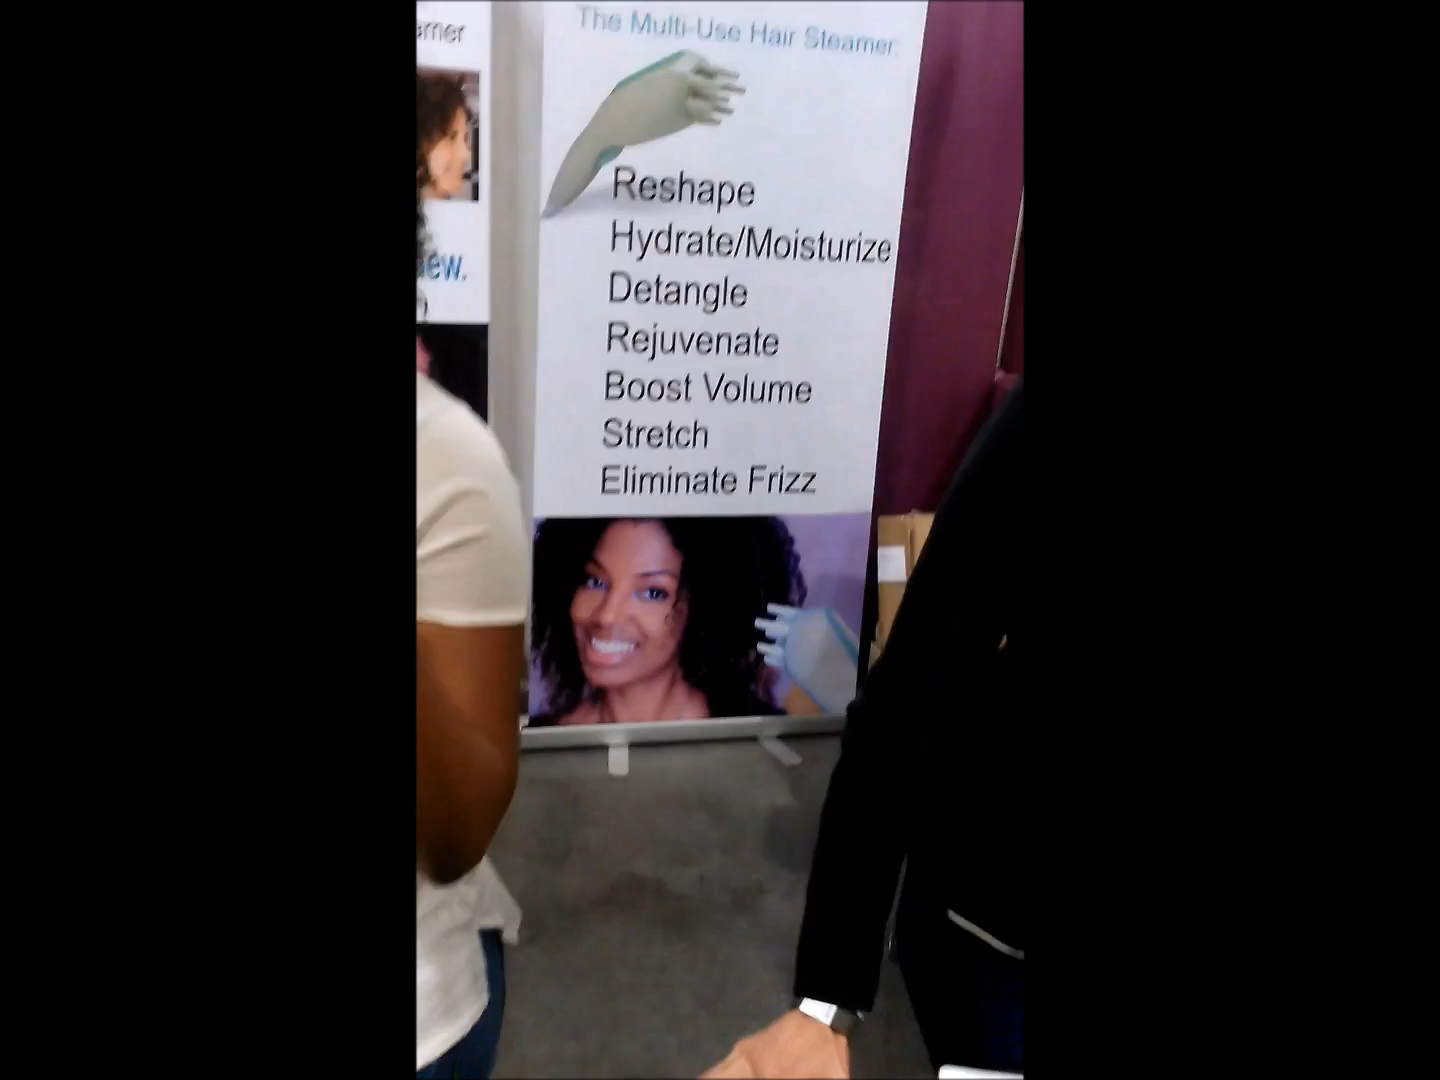 The Multi-Use Hair Steamer:
Reshape
Hydrate/Moisturize
Detangle
Rejuvenate
Boost Volume
Stretch
Eliminate Frizz